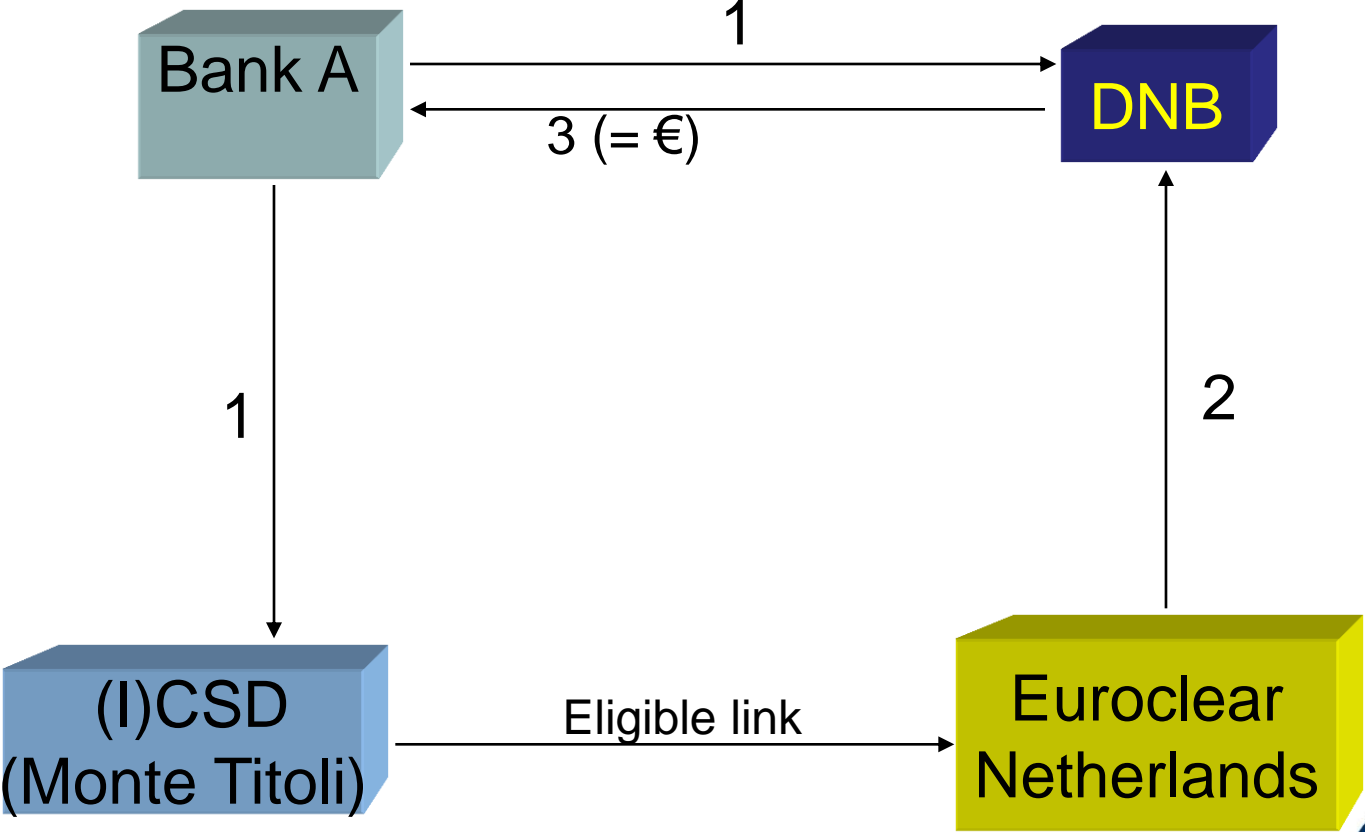 1
Bank A
DNB
3 (= €)
1
2
(I)CSD
(Monte Titoli)
Eligible link
Euroclear
Netherlands